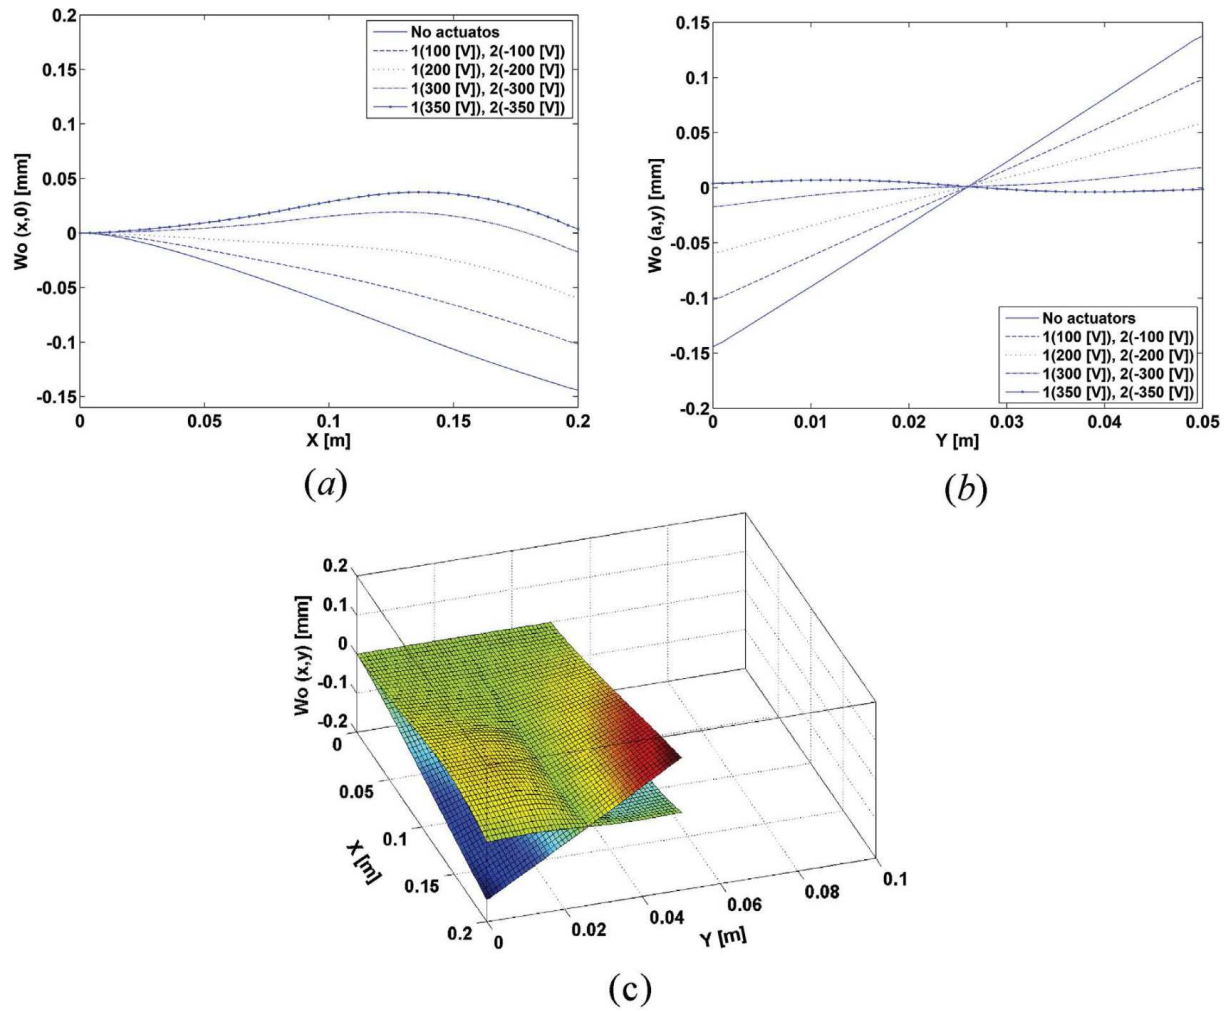 0.2
0.15
0.1
0.05
0
-0.05
-0.1
-0.15
Wo (x,0) [mm]
No actuatos
1(100 [V]), 2(-100 [V])
1(200 [V]), 2(-200 [V])
1(300 [V]), 2(-300 [V])
1(350 [V]), 2(-350 [V])
0 0.05 0.1 0.15 0.2
X [m]
(a)
0.15
0.1
0.05
0
-0.05
-0.1
-0.15
-0.2
Wo (a,y) [mm]
No actuators
1(100 [V]), 2(-100 [V])
1(200 [V]), 2(-200 [V])
1(300 [V]), 2(-300 [V])
1(350 [V]), 2(-350 [V])
0 0.01 0.02 0.03 0.04 0.05
Y [m]
(b)
0.2
0.1
0
-0.1
-0.2
Wo (x,y) [mm]
0
0.05
0.1
0.15
0.2
X [m]
0
0.02
0.04
0.06
0.08
0.1
Y [m]
(c)